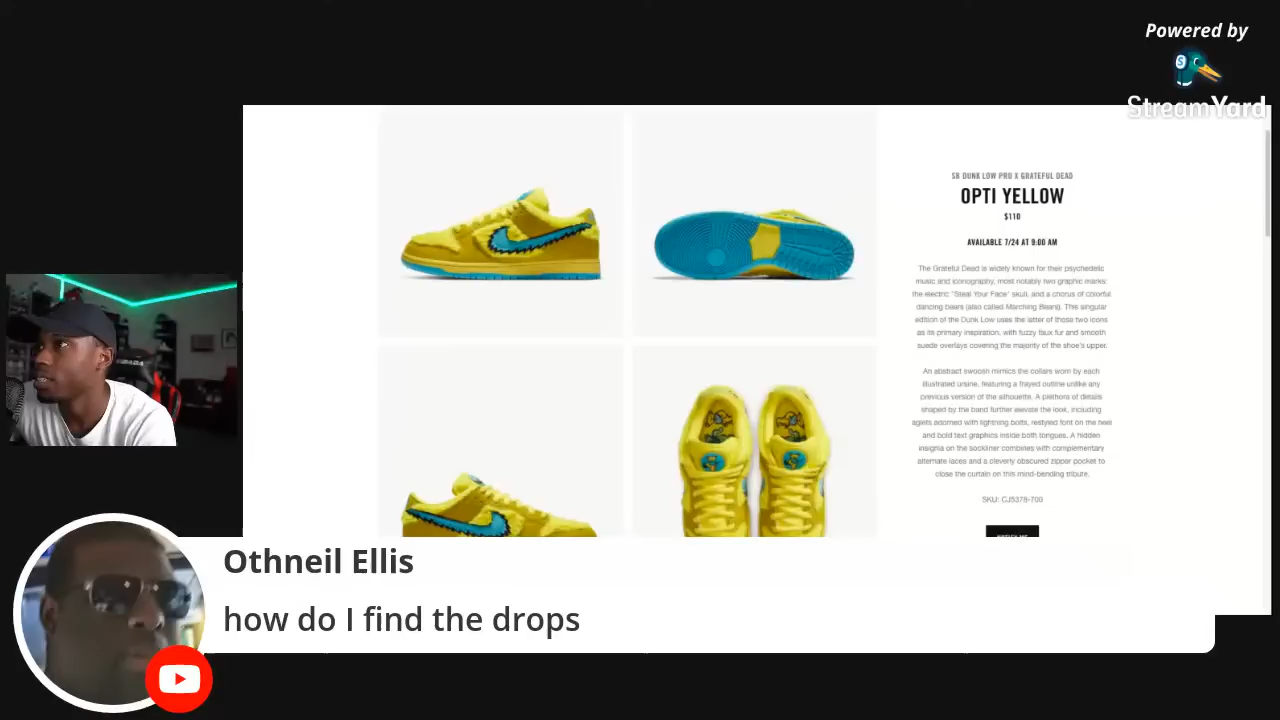 Powered by
StreamYard
SB DUNK LOW PRO X GRATEFUL DEAD
OPTI YELLOW
$110
AVAILABLE 7/24 AT 9:00 AM
The Grateful Dead is widely known for their psychedelic
music and iconography, most notably two graphic marks:
the electric "Steal Your Face" skull, and a chorus of colorful
dancing bears (also called Marching Bears). This singular
edition of the Dunk Low uses the latter of those two icons
as its primary inspiration, with fuzzy faux fur and smooth
suede overlays covering the majority of the shoe's upper.
An abstract swoosh mimics the collars worn by each
illustrated ursine, featuring a frayed outline unlike any
previous version of the silhouette. A plethora of details
shaped by the band further elevate the look, including
aglets adorned with lightning bolts, restyled font on the heel
and bold text graphics inside both tongues. A hidden
insignia on the sockliner combines with complementary
alternate laces and a cleverly obscured zipper pocket to
close the curtain on this mind-bending tribute.
SKU: CJ5378-700
Othneil Ellis
how do I find the drops